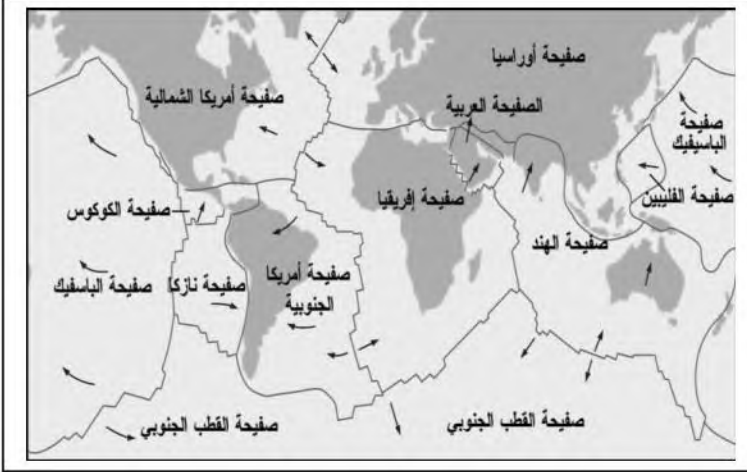 صفيحة أوراسيا
صفيحة أمريكا الشمالية
الصفيحة العربية
صفيحة
الباسيفيك
صفيحة الكوكوس
صفيحة إفريقيا
صفيحة الفليبين
صفيحة الهند
صفيحة الباسفيك
صفيحة نازكا
صفيحة أمريكا
الجنوبية
صفيحة القطب الجنوبي
صفيحة القطب الجنوبي